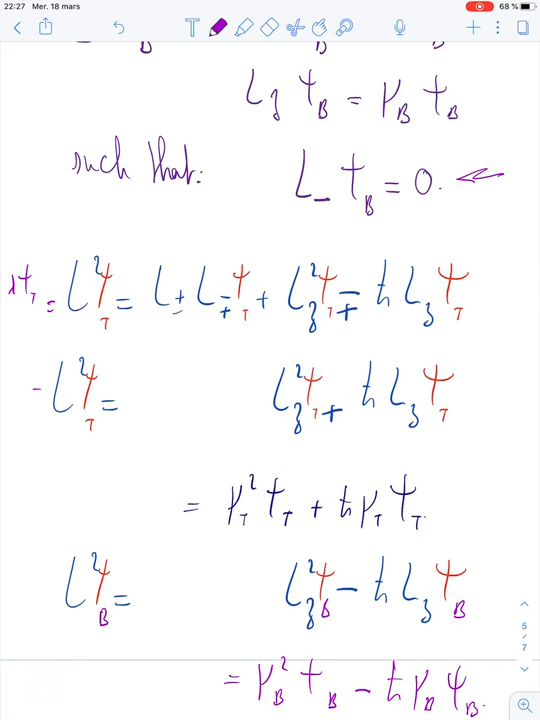 22:27 Mer. 18 mars 68 %
B B B
L_z ψ_B = μ_B ψ_B
such that: L_- ψ_B = 0. ←
λψ_T = L² ψ_T = L_± L_∓ ψ_T + L_z² ψ_T ∓ ħ L_z ψ_T
- L² ψ_T = L_z² ψ_T + ħ L_z ψ_T
= μ_T² ψ_T + ħ μ_T ψ_T.
L² ψ_B = L_z² ψ_B - ħ L_z ψ_B
5 / 7
= μ_B² ψ_B - ħ μ_B ψ_B.